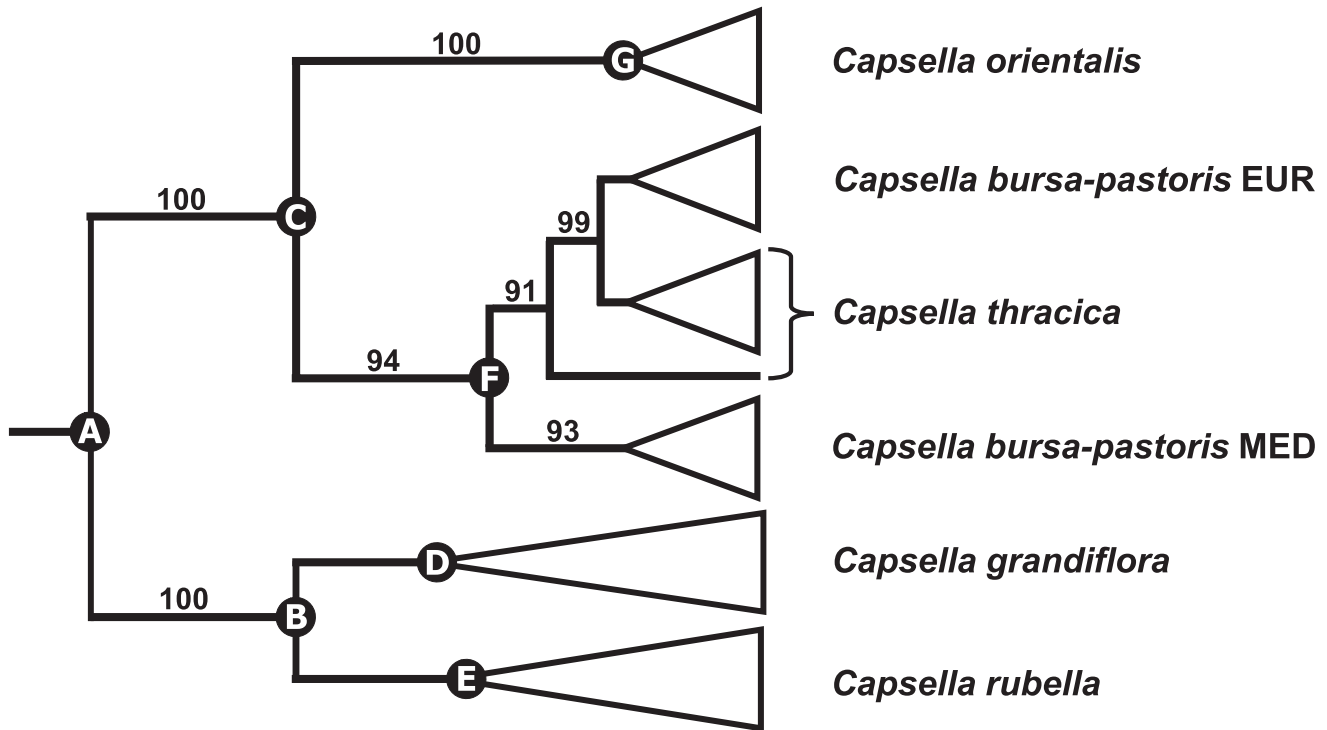 100
G
Capsella orientalis
Capsella bursa-pastoris EUR
100
C
99
91
Capsella thracica
94
F
A
93
Capsella bursa-pastoris MED
D
Capsella grandiflora
100
B
E
Capsella rubella